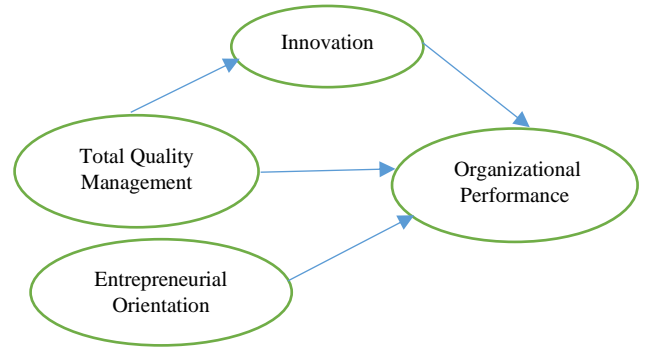 Innovation
Total Quality
Management
Organizational
Performance
Entrepreneurial
Orientation